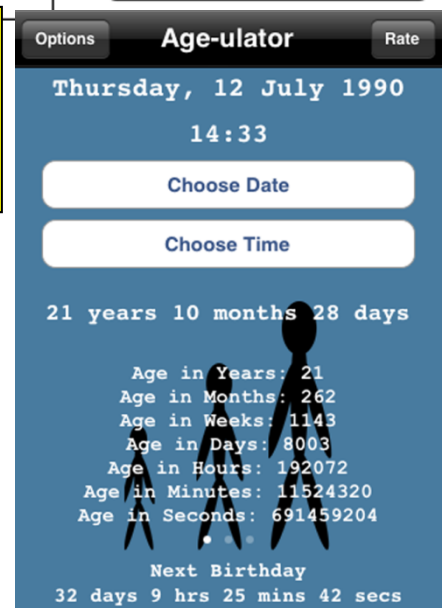 Options Age-ulator Rate
Thursday, 12 July 1990
14:33
Choose Date
Choose Time
21 years 10 months 28 days
Age in Years: 21
Age in Months: 262
Age in Weeks: 1143
Age in Days: 8003
Age in Hours: 192072
Age in Minutes: 11524320
Age in Seconds: 691459204
Next Birthday
32 days 9 hrs 25 mins 42 secs